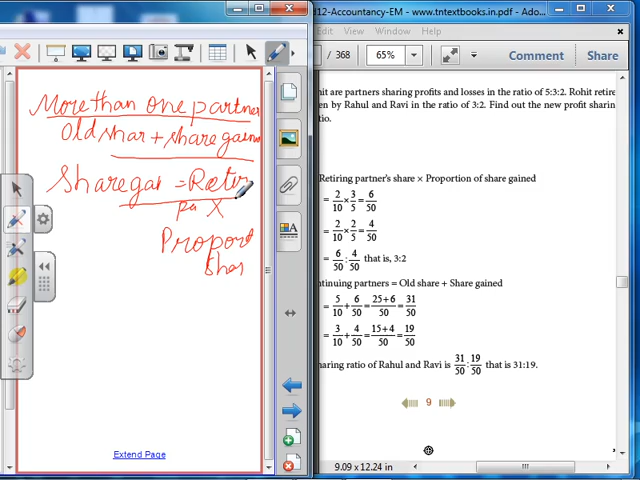 d12-Accountancy-EM - www.tntextbooks.in.pdf - Ado...
Edit View Window Help
/ 368
65%
Comment
Share
More than one partner
Old shar + share gain
Share gai = Retir
pa X
Proport
shar
hit are partners sharing profits and losses in the ratio of 5:3:2. Rohit retire
en by Rahul and Ravi in the ratio of 3:2. Find out the new profit sharin
tio.
Retiring partner's share × Proportion of share gained
= 2/10 × 3/5 = 6/50
= 2/10 × 2/5 = 4/50
= 6/50 : 4/50 that is, 3:2
ntinuing partners = Old share + Share gained
= 5/10 + 6/50 = 25+6/50 = 31/50
= 3/10 + 4/50 = 15+4/50 = 19/50
haring ratio of Rahul and Ravi is 31/50 : 19/50 that is 31:19.
9
Extend Page
9.09 x 12.24 in